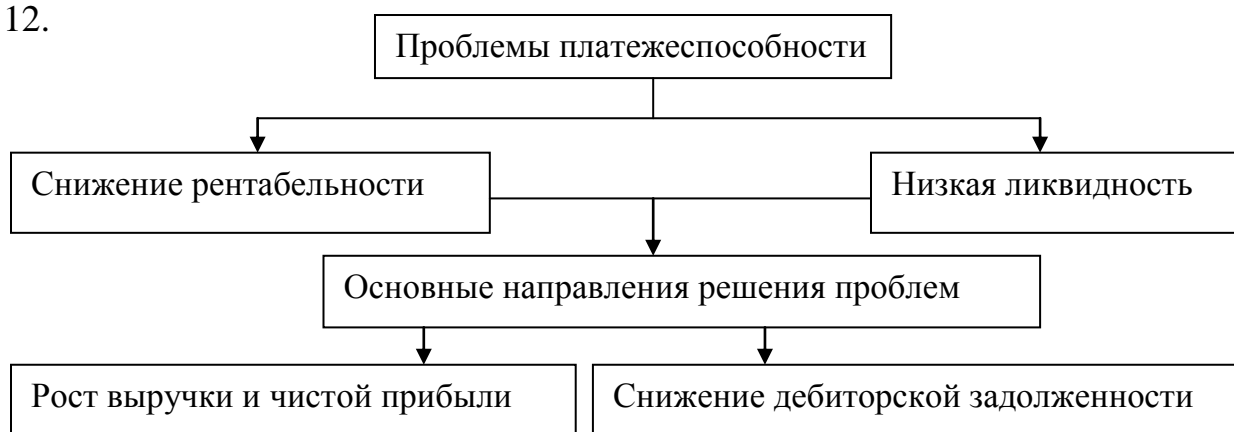 12.
Проблемы платежеспособности
Снижение рентабельности
Низкая ликвидность
Основные направления решения проблем
Рост выручки и чистой прибыли
Снижение дебиторской задолженности